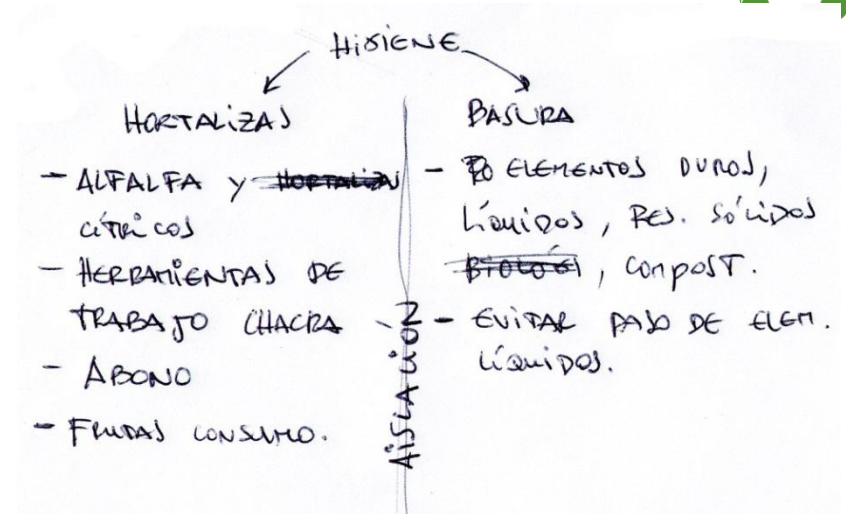 HIGIENE
HORTALIZAS
- ALFALFA Y
CÍTRICOS
- HERRAMIENTAS DE
TRABAJO CHACRA
- ABONO
- FRUTAS CONSUMO.
AISLACIÓN
BASURA
- ELEMENTOS DUROS,
LÍQUIDOS, RES. SÓLIDOS
, COMPOST.
- EVITAR PASO DE ELEM.
LÍQUIDOS.